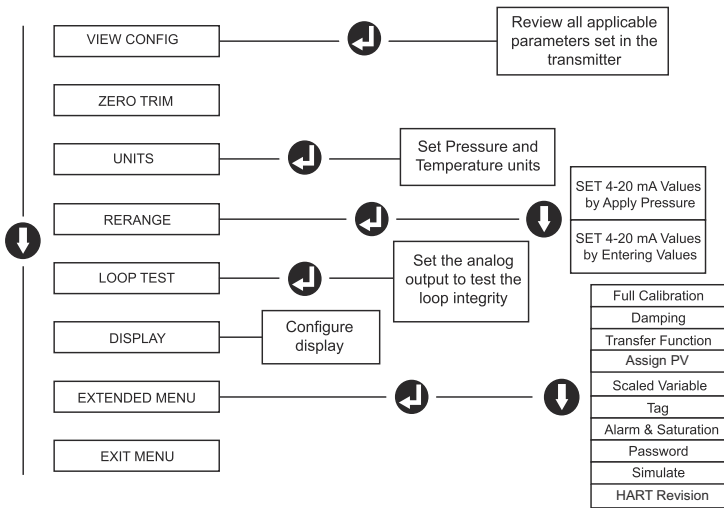 VIEW CONFIG
Review all applicable
parameters set in the
transmitter
ZERO TRIM
UNITS
Set Pressure and
Temperature units
RERANGE
SET 4-20 mA Values
by Apply Pressure
SET 4-20 mA Values
by Entering Values
LOOP TEST
Set the analog
output to test the
loop integrity
DISPLAY
Configure
display
EXTENDED MENU
Full Calibration
Damping
Transfer Function
Assign PV
Scaled Variable
Tag
Alarm & Saturation
Password
Simulate
HART Revision
EXIT MENU